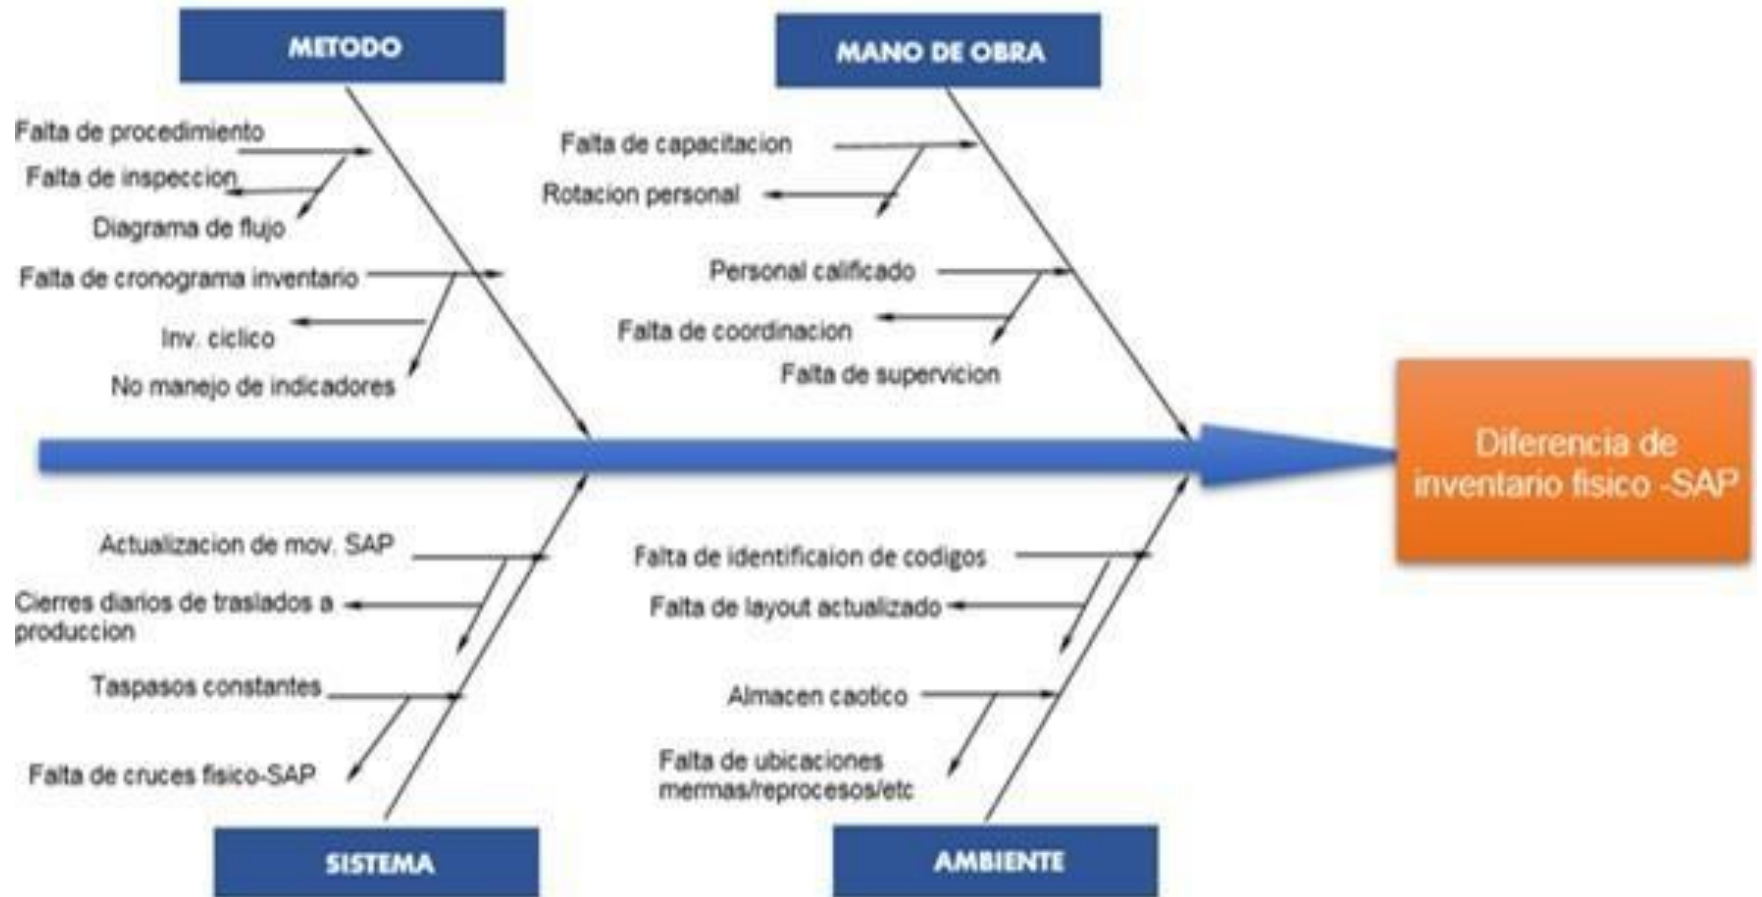 METODO
MANO DE OBRA
Falta de procedimiento
Falta de inspeccion
Diagrama de flujo
Falta de cronograma inventario
Inv. ciclico
No manejo de indicadores
Falta de capacitacion
Rotacion personal
Personal calificado
Falta de coordinacion
Falta de supervicion
Diferencia de
inventario fisico -SAP
Actualizacion de mov. SAP
Cierres diarios de traslados a
produccion
Taspasos constantes
Falta de cruces fisico-SAP
Falta de identificaion de codigos
Falta de layout actualizado
Almacen caotico
Falta de ubicaciones
mermas/reprocesos/etc
SISTEMA
AMBIENTE